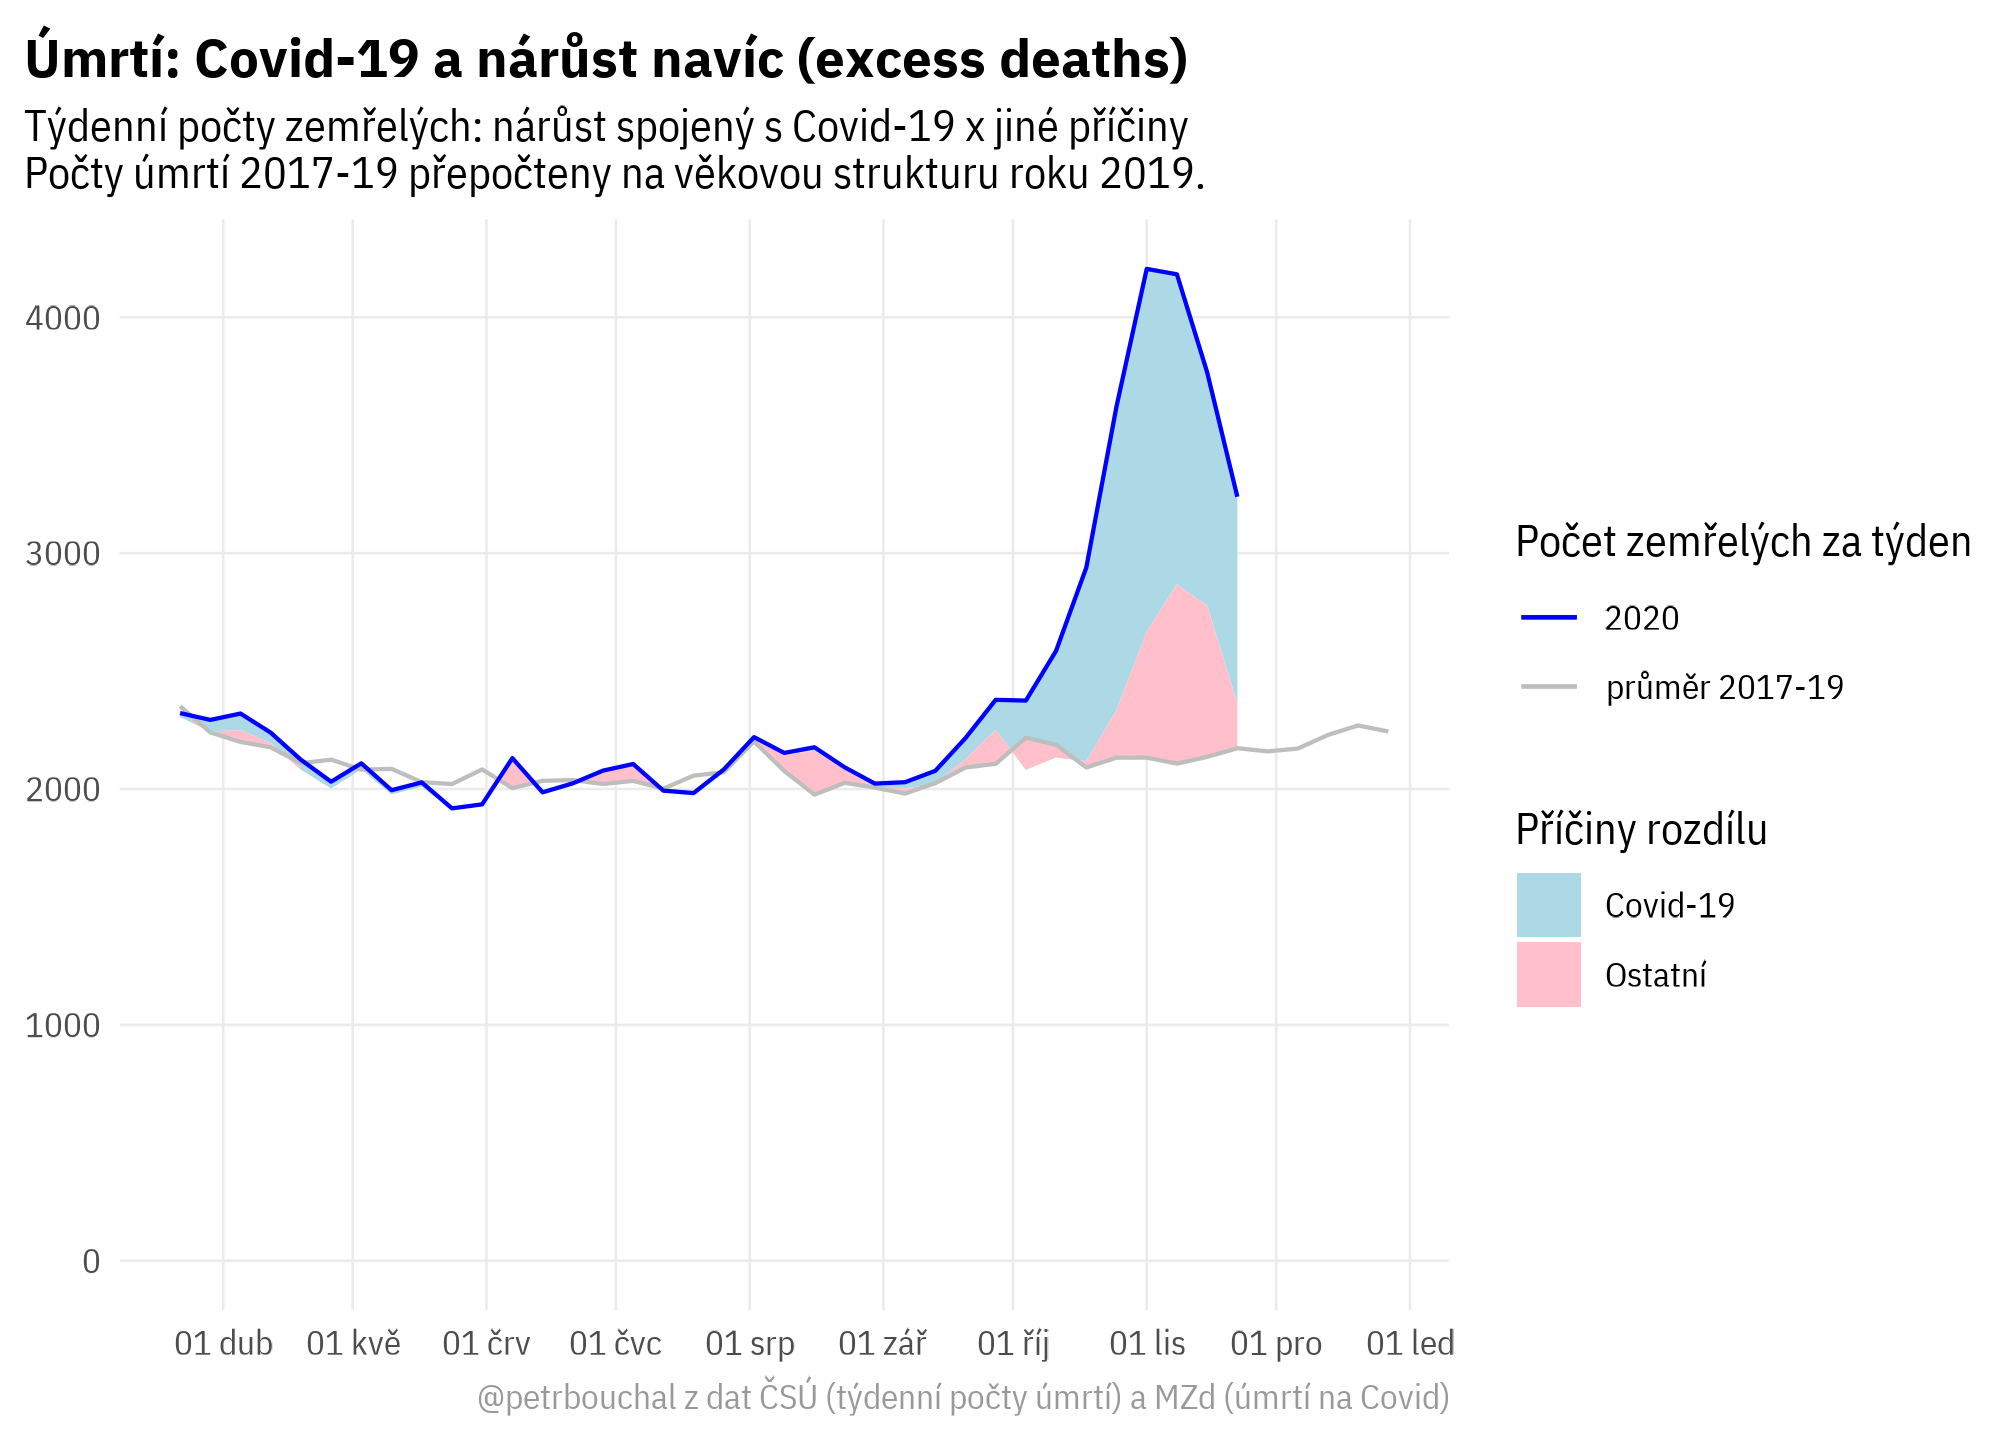 Úmrtí: Covid-19 a nárůst navíc (excess deaths)
Týdenní počty zemřelých: nárůst spojený s Covid-19 x jiné příčiny
Počty úmrtí 2017-19 přepočteny na věkovou strukturu roku 2019.
4000
3000
2000
1000
0
01 dub
01 kvě
01 črv
01 čvc
01 srp
01 zář
01 říj
01 lis
01 pro
01 led
Počet zemřelých za týden
2020
průměr 2017-19
Příčiny rozdílu
Covid-19
Ostatní
@petrbouchal z dat ČSÚ (týdenní počty úmrtí) a MZd (úmrtí na Covid)